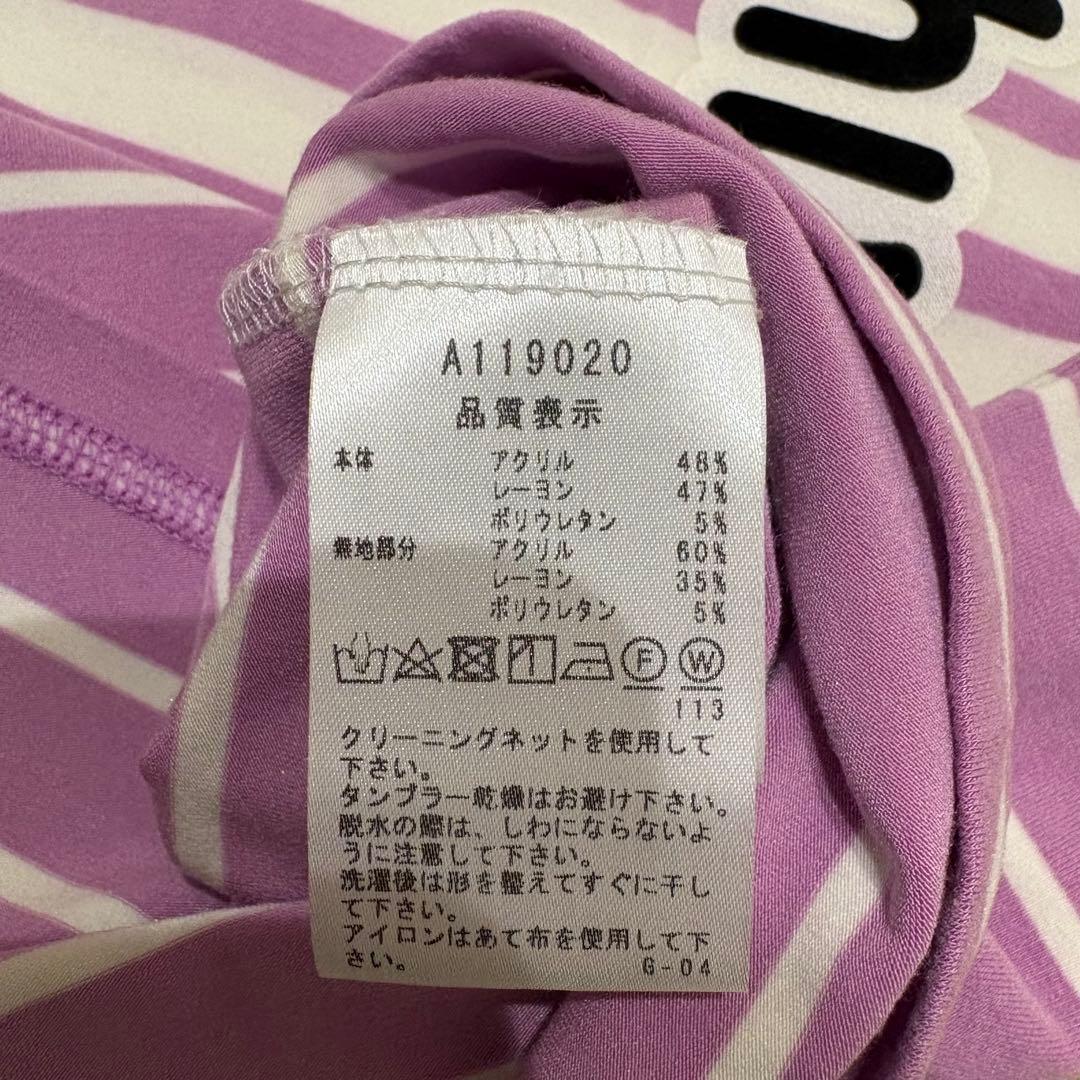 A119020
品質表示
本体 アクリル 48%
レーヨン 47%
ポリウレタン 5%
無地部分 アクリル 60%
レーヨン 35%
ポリウレタン 5%
F W
113
クリーニングネットを使用して
下さい。
タンブラー乾燥はお避け下さい。
脱水の際は、しわにならないよ
うに注意して下さい。
洗濯後は形を整えてすぐに干し
て下さい。
アイロンはあて布を使用して下
さい。 G-04